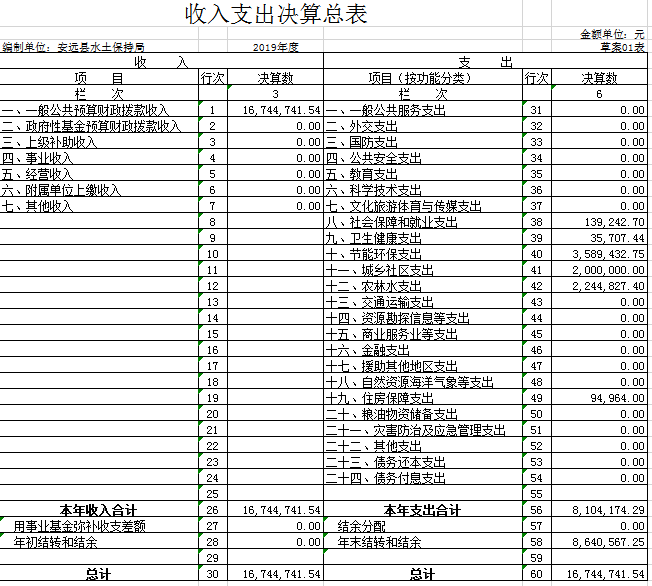 收入支出决算总表
金额单位：元
编制单位：安远县水土保持局 2019年度 草案01表
收 入 支 出
项 目 行次 决算数 项目（按功能分类） 行次 决算数
栏 次 3 栏 次 6
一、一般公共预算财政拨款收入 1 16,744,741.54 一、一般公共服务支出 31 0.00
二、政府性基金预算财政拨款收入 2 0.00 二、外交支出 32 0.00
三、上级补助收入 3 0.00 三、国防支出 33 0.00
四、事业收入 4 0.00 四、公共安全支出 34 0.00
五、经营收入 5 0.00 五、教育支出 35 0.00
六、附属单位上缴收入 6 0.00 六、科学技术支出 36 0.00
七、其他收入 7 0.00 七、文化旅游体育与传媒支出 37 0.00
8 八、社会保障和就业支出 38 139,242.70
9 九、卫生健康支出 39 35,707.44
10 十、节能环保支出 40 3,589,432.75
11 十一、城乡社区支出 41 2,000,000.00
12 十二、农林水支出 42 2,244,827.40
13 十三、交通运输支出 43 0.00
14 十四、资源勘探信息等支出 44 0.00
15 十五、商业服务业等支出 45 0.00
16 十六、金融支出 46 0.00
17 十七、援助其他地区支出 47 0.00
18 十八、自然资源海洋气象等支出 48 0.00
19 十九、住房保障支出 49 94,964.00
20 二十、粮油物资储备支出 50 0.00
21 二十一、灾害防治及应急管理支出 51 0.00
22 二十二、其他支出 52 0.00
23 二十三、债务还本支出 53 0.00
24 二十四、债务付息支出 54 0.00
25 55
本年收入合计 26 16,744,741.54 本年支出合计 56 8,104,174.29
用事业基金弥补收支差额 27 0.00 结余分配 57 0.00
年初结转和结余 28 0.00 年末结转和结余 58 8,640,567.25
29 59
总计 30 16,744,741.54 总计 60 16,744,741.54